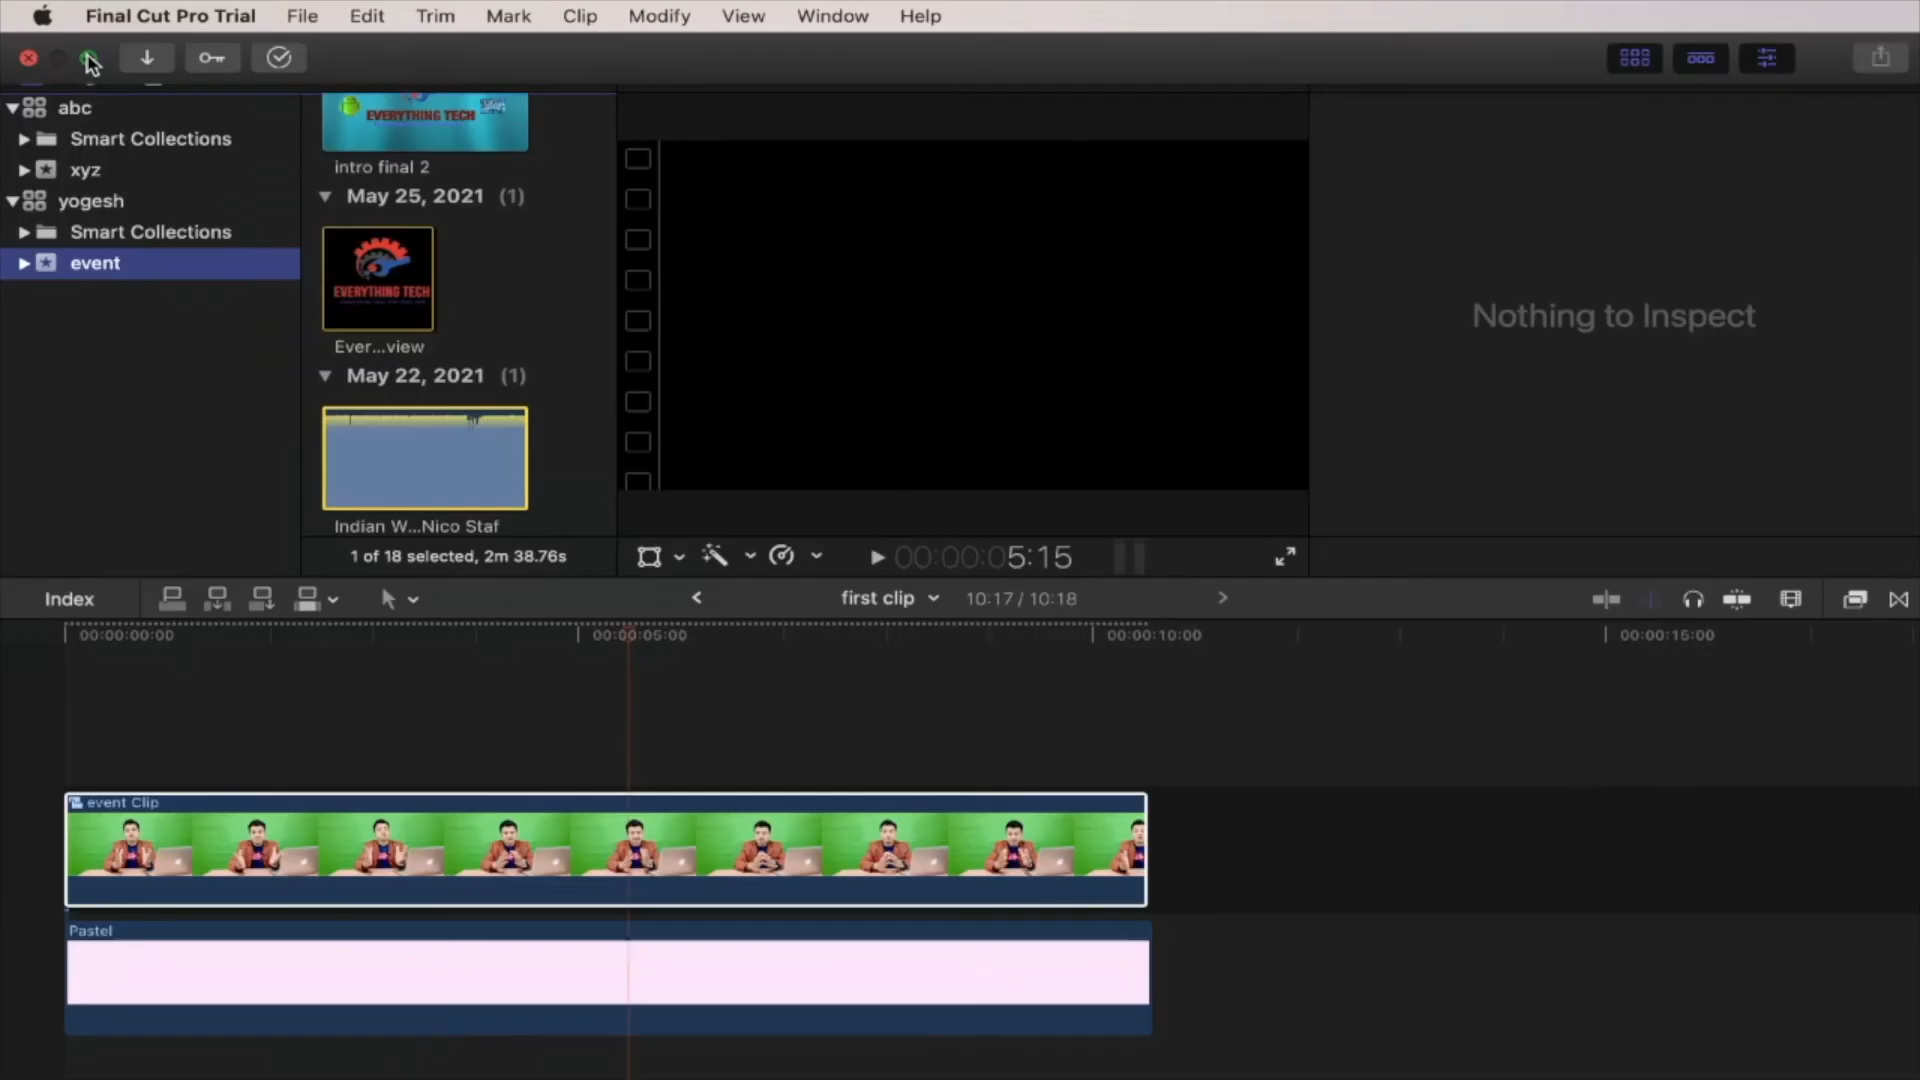 Final Cut Pro Trial File Edit Trim Mark Clip Modify View Window Help
abc
Smart Collections
xyz
yogesh
Smart Collections
event
EVERYTHING TECH
intro final 2
May 25, 2021 (1)
EVERYTHING TECH
Ever...view
May 22, 2021 (1)
Indian W...Nico Staf
1 of 18 selected, 2m 38.76s
00:00:05:15
Nothing to Inspect
Index
first clip
10:17 / 10:18
00:00:00:00
00:00:05:00
00:00:10:00
00:00:15:00
event Clip
Pastel